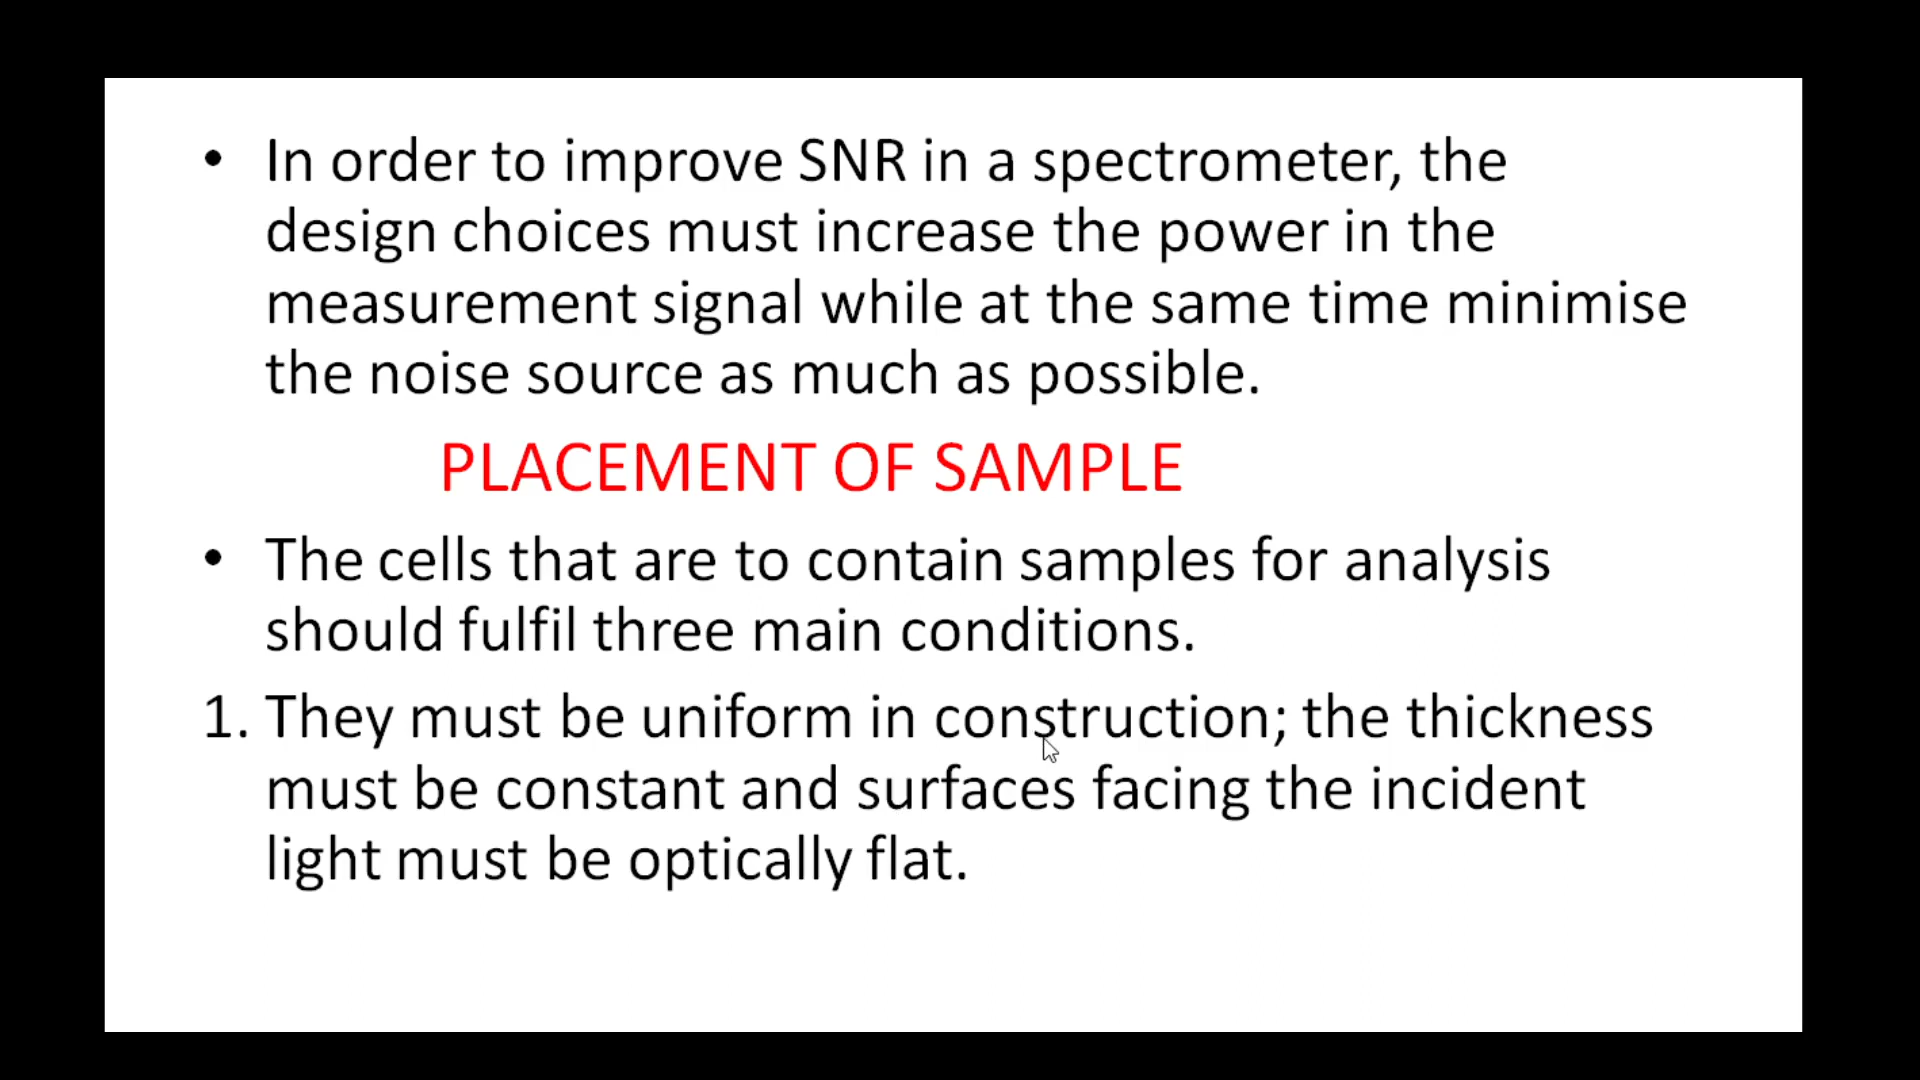 • In order to improve SNR in a spectrometer, the
design choices must increase the power in the
measurement signal while at the same time minimise
the noise source as much as possible.
PLACEMENT OF SAMPLE
• The cells that are to contain samples for analysis
should fulfil three main conditions.
1. They must be uniform in construction; the thickness
must be constant and surfaces facing the incident
light must be optically flat.